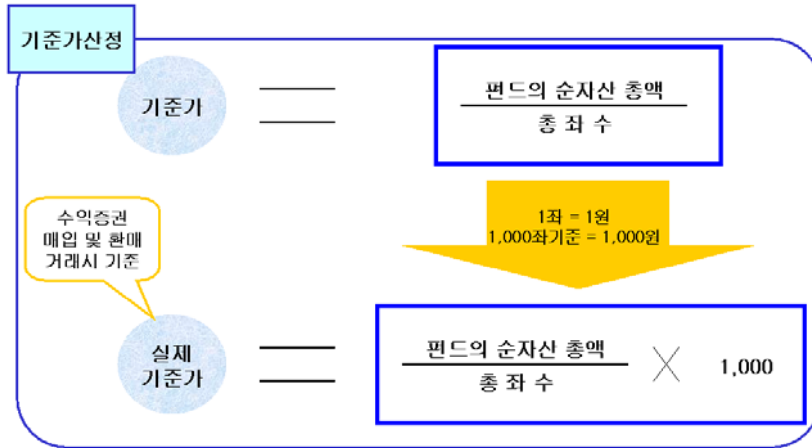 기준가산정
기준가
펀드의 순자산 총액
총 좌 수
1좌 = 1원
1,000좌기준 = 1,000원
수익증권
매입 및 환매
거래시 기준
실제
기준가
펀드의 순자산 총액
총 좌 수
1,000